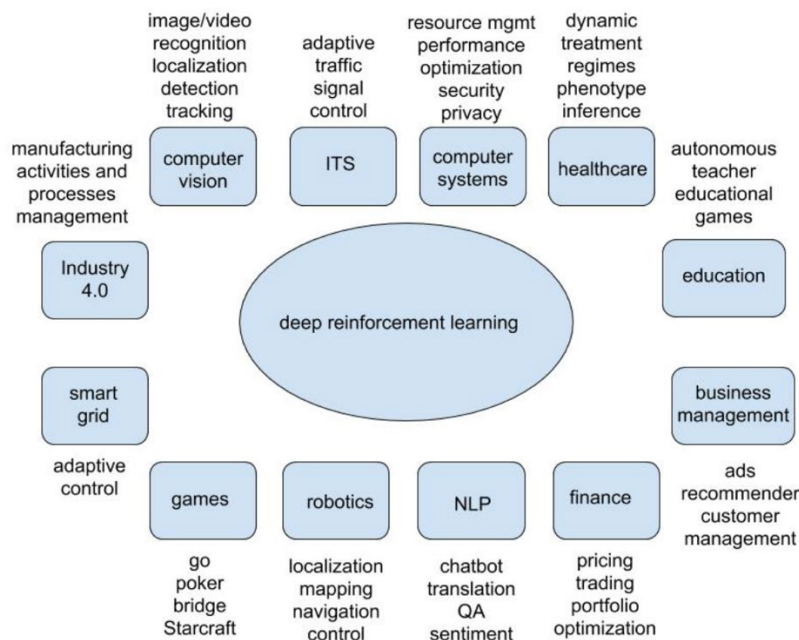 image/video
recognition
localization
detection
tracking
adaptive
traffic
signal
control
resource mgmt
performance
optimization
security
privacy
dynamic
treatment
regimes
phenotype
inference
manufacturing
activities and
processes
management
computer
vision
ITS
computer
systems
healthcare
autonomous
teacher
educational
games
Industry
4.0
education
deep reinforcement learning
smart
grid
business
management
adaptive
control
games
robotics
NLP
finance
ads
recommender
customer
management
go
poker
bridge
Starcraft
localization
mapping
navigation
control
chatbot
translation
QA
sentiment
pricing
trading
portfolio
optimization